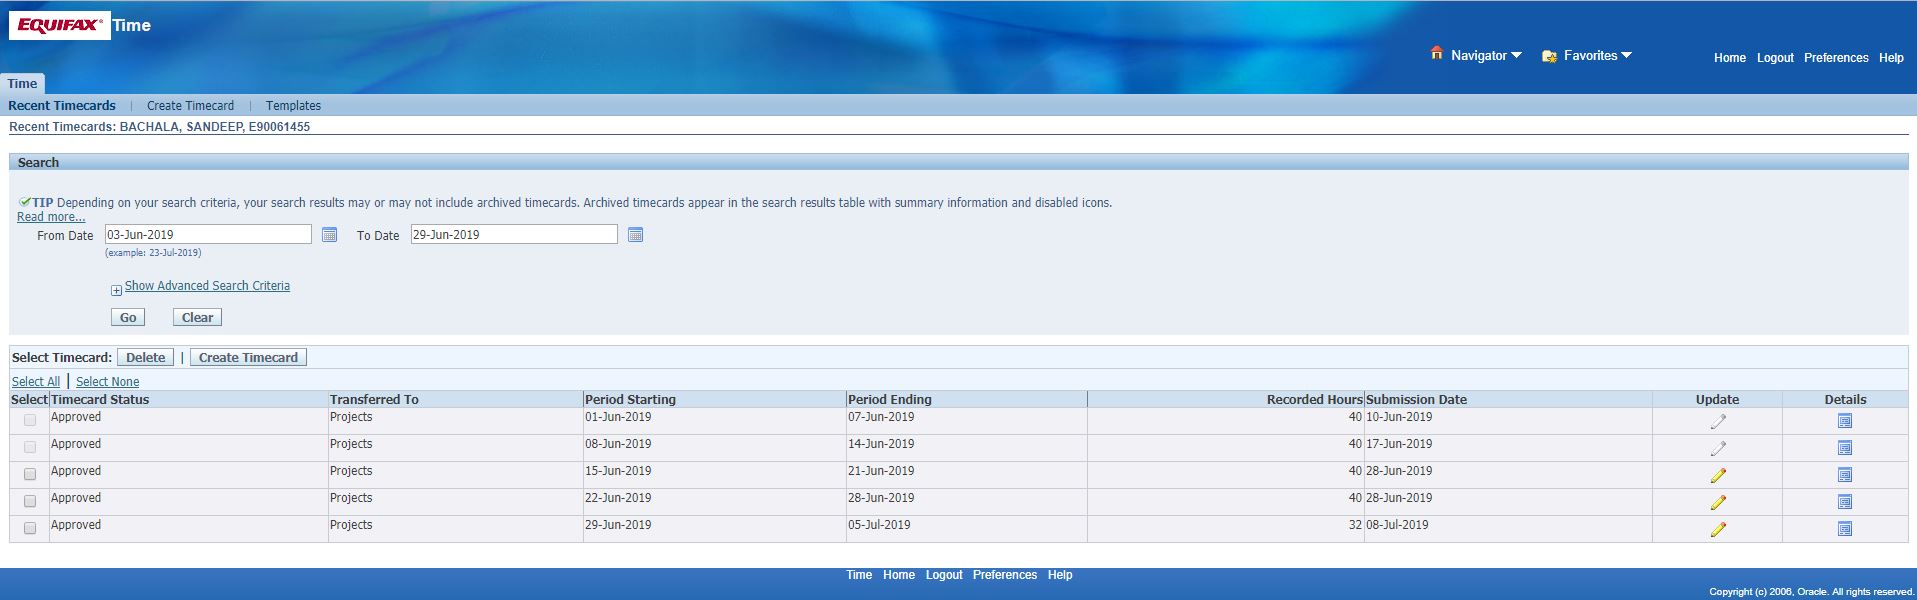 EQUIFAX® Time
Navigator Favorites Home Logout Preferences Help
Time
Recent Timecards | Create Timecard | Templates
Recent Timecards: BACHALA, SANDEEP, E90061455
Search
TIP Depending on your search criteria, your search results may or may not include archived timecards. Archived timecards appear in the search results table with summary information and disabled icons.
Read more...
From Date 03-Jun-2019 To Date 29-Jun-2019
(example: 23-Jul-2019)
Show Advanced Search Criteria
Go Clear
Select Timecard: Delete | Create Timecard
Select All | Select None
Select Timecard Status Transferred To Period Starting Period Ending Recorded Hours Submission Date Update Details
Approved Projects 01-Jun-2019 07-Jun-2019 40 10-Jun-2019
Approved Projects 08-Jun-2019 14-Jun-2019 40 17-Jun-2019
Approved Projects 15-Jun-2019 21-Jun-2019 40 28-Jun-2019
Approved Projects 22-Jun-2019 28-Jun-2019 40 28-Jun-2019
Approved Projects 29-Jun-2019 05-Jul-2019 32 08-Jul-2019
Time Home Logout Preferences Help
Copyright (c) 2006, Oracle. All rights reserved.